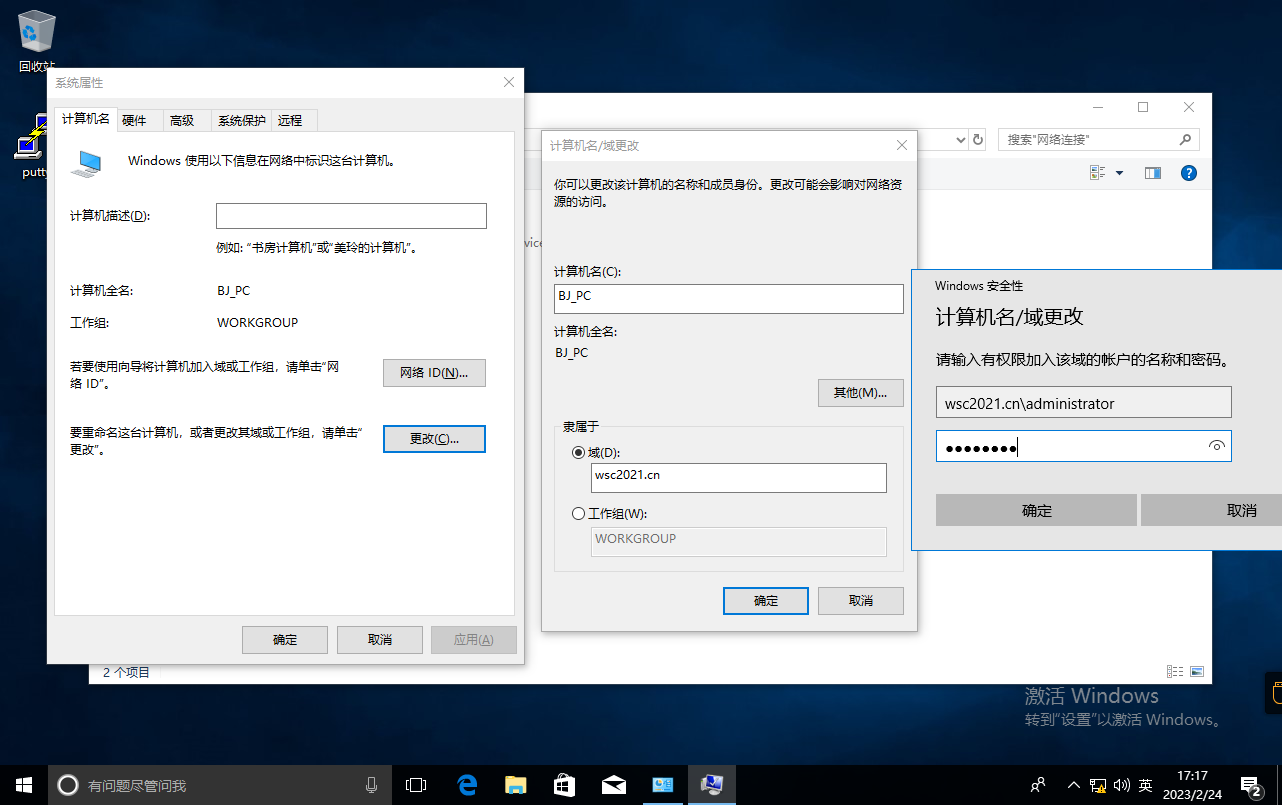 回收站
putty
系统属性
计算机名
硬件
高级
系统保护
远程
Windows 使用以下信息在网络中标识这台计算机。
计算机描述(D):
例如: “书房计算机”或“美玲的计算机”。
计算机全名:
BJ_PC
工作组:
WORKGROUP
若要使用向导将计算机加入域或工作组，请单击“网
络 ID”。
网络 ID(N)...
要重命名这台计算机，或者更改其域或工作组，请单击“
更改”。
更改(C)...
确定
取消
应用(A)
搜索"网络连接"
2 个项目
计算机名/域更改
你可以更改该计算机的名称和成员身份。更改可能会影响对网络资
源的访问。
计算机名(C):
BJ_PC
计算机全名:
BJ_PC
其他(M)...
隶属于
域(D):
wsc2021.cn
工作组(W):
WORKGROUP
确定
取消
Windows 安全性
计算机名/域更改
请输入有权限加入该域的帐户的名称和密码。
wsc2021.cn\administrator
●●●●●●●●
确定
取消
激活 Windows
转到“设置”以激活 Windows。
有问题尽管问我
英
17:17
2023/2/24
2